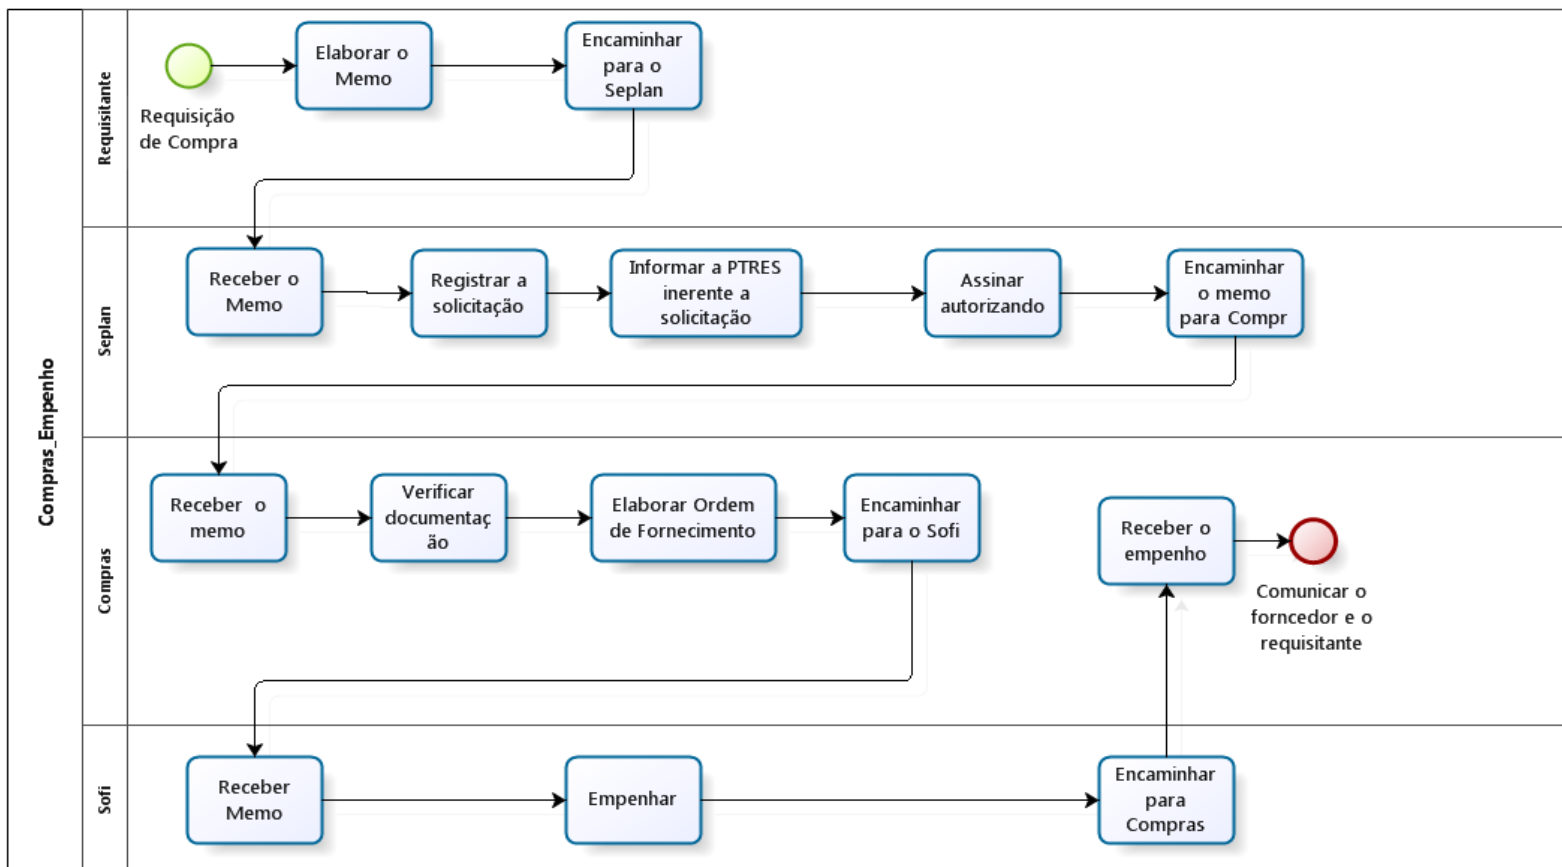 Compras_Empenho
Requisitante
Requisição
de Compra
Elaborar o
Memo
Encaminhar
para o
Seplan
Seplan
Receber o
Memo
Registrar a
solicitação
Informar a PTRES
inerente a
solicitação
Assinar
autorizando
Encaminhar
o memo
para Compr
Compras
Receber o
memo
Verificar
documentaç
ão
Elaborar Ordem
de Fornecimento
Encaminhar
para o Sofi
Receber o
empenho
Comunicar o
forncedor e o
requisitante
Sofi
Receber
Memo
Empenhar
Encaminhar
para
Compras